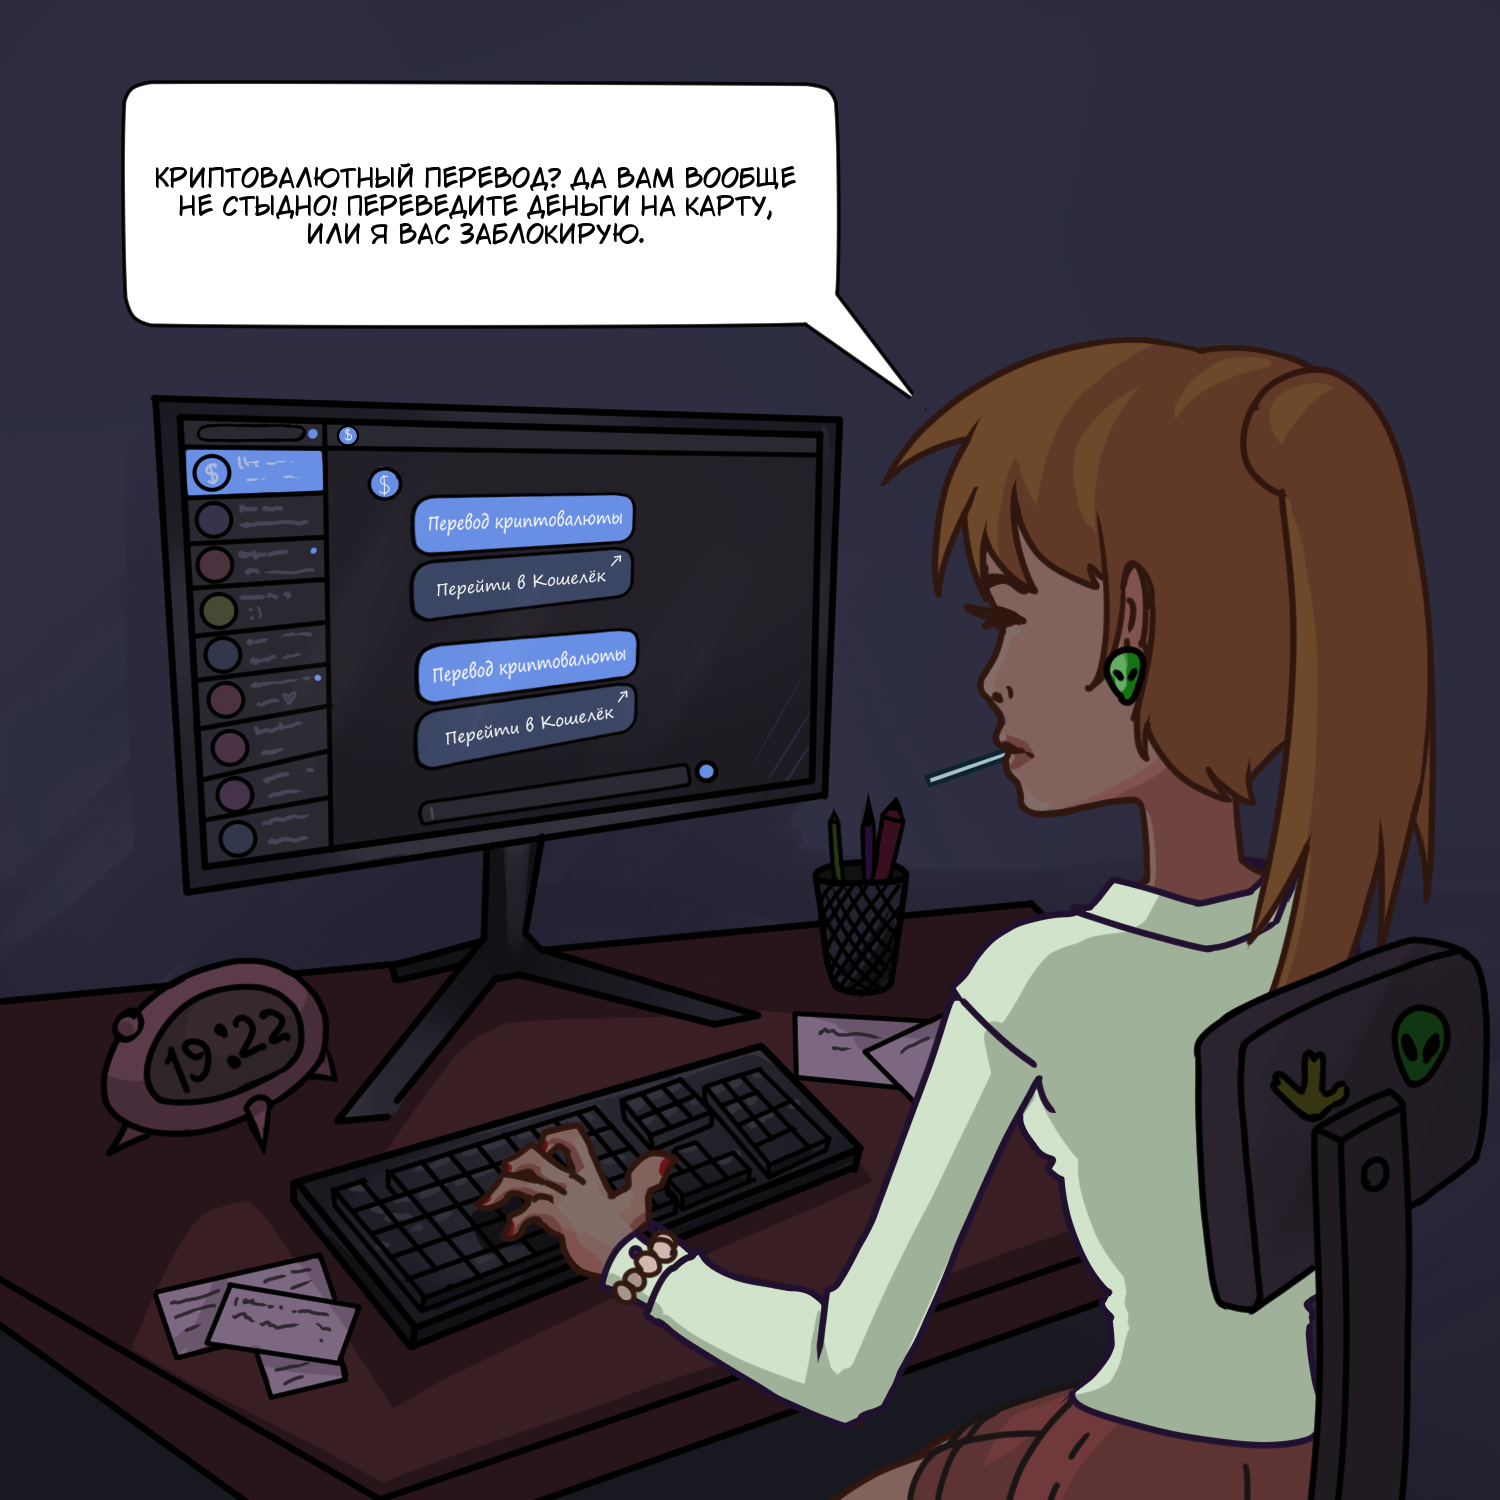 КРИПТОВАЛЮТНЫЙ ПЕРЕВОД? ДА ВАМ ВООБЩЕ
НЕ СТЫДНО! ПЕРЕВЕДИТЕ ДЕНЬГИ НА КАРТУ,
ИЛИ Я ВАС ЗАБЛОКИРУЮ.
$
$
$
Перевод криптовалюты
Перейти в Кошелёк
:)
Перевод криптовалюты
Перейти в Кошелёк
19:22